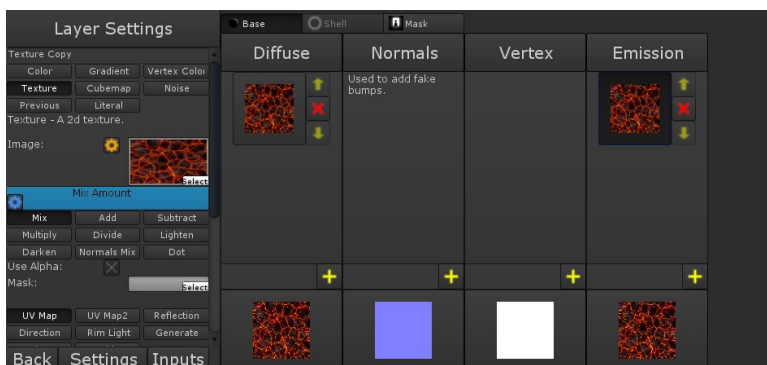 Layer Settings
Base
Shell
Mask
Diffuse
Normals
Vertex
Emission
Texture Copy
Color
Gradient
Vertex Color
Texture
Cubemap
Noise
Previous
Literal
Texture - A 2d texture.
Image:
Select
Mix Amount
Mix
Add
Subtract
Multiply
Divide
Lighten
Darken
Normals Mix
Dot
Use Alpha:
Mask:
Select
UV Map
UV Map2
Reflection
Direction
Rim Light
Generate
Back
Settings
Inputs
Used to add fake
bumps.